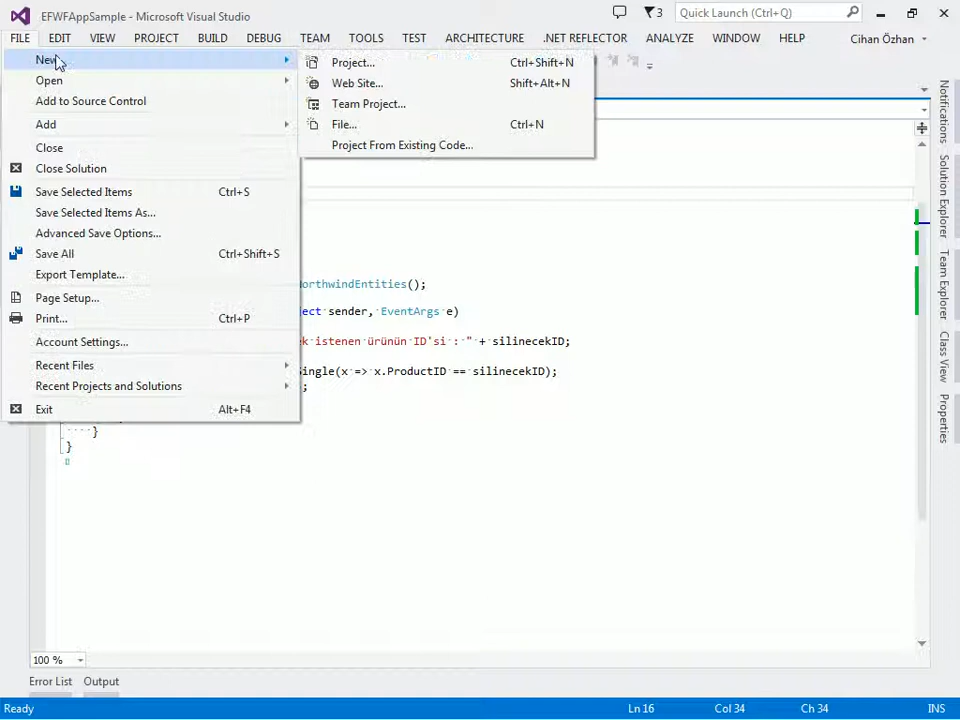 EFWFAppSample - Microsoft Visual Studio
3
Quick Launch (Ctrl+Q)
FILE EDIT VIEW PROJECT BUILD DEBUG TEAM TOOLS TEST ARCHITECTURE .NET REFLECTOR ANALYZE WINDOW HELP Cihan Özhan
New
Open
Add to Source Control
Add
Close
Close Solution
Save Selected Items Ctrl+S
Save Selected Items As...
Advanced Save Options...
Save All Ctrl+Shift+S
Export Template...
Page Setup...
Print... Ctrl+P
Account Settings...
Recent Files
Recent Projects and Solutions
Exit Alt+F4
Project... Ctrl+Shift+N
Web Site... Shift+Alt+N
Team Project...
File... Ctrl+N
Project From Existing Code...
orthwindEntities();
ect sender, EventArgs e)
ek istenen ürünün ID'si : " + silinecekID;
Single(x => x.ProductID == silinecekID);
;
}
}
Notifications
Solution Explorer
Team Explorer
Class View
Properties
100 %
Error List Output
Ready Ln 16 Col 34 Ch 34 INS